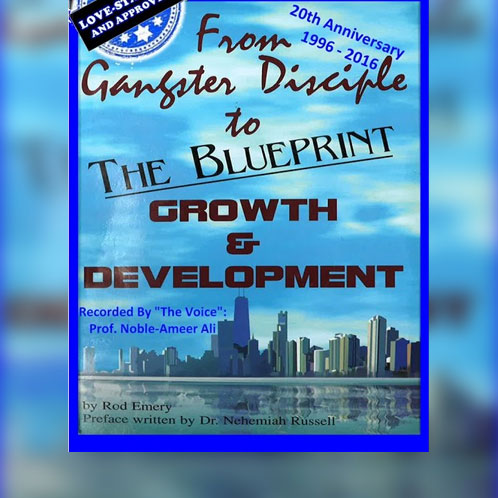 LOVE-STA
AND APPROV
20th Anniversary
1996 - 2016
From
Gangster Disciple
to
THE BLUEPRINT
GROWTH
&
DEVELOPMENT
Recorded By "The Voice":
Prof. Noble-Ameer Ali
by Rod Emery
Preface written by Dr. Nehemiah Russell